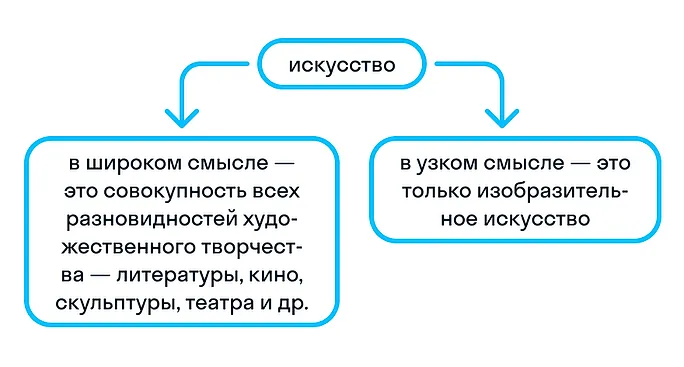 искусство
в широком смысле —
это совокупность всех
разновидностей худо-
жественного творчест-
ва — литературы, кино,
скульптуры, театра и др.
в узком смысле — это
только изобразитель-
ное искусство